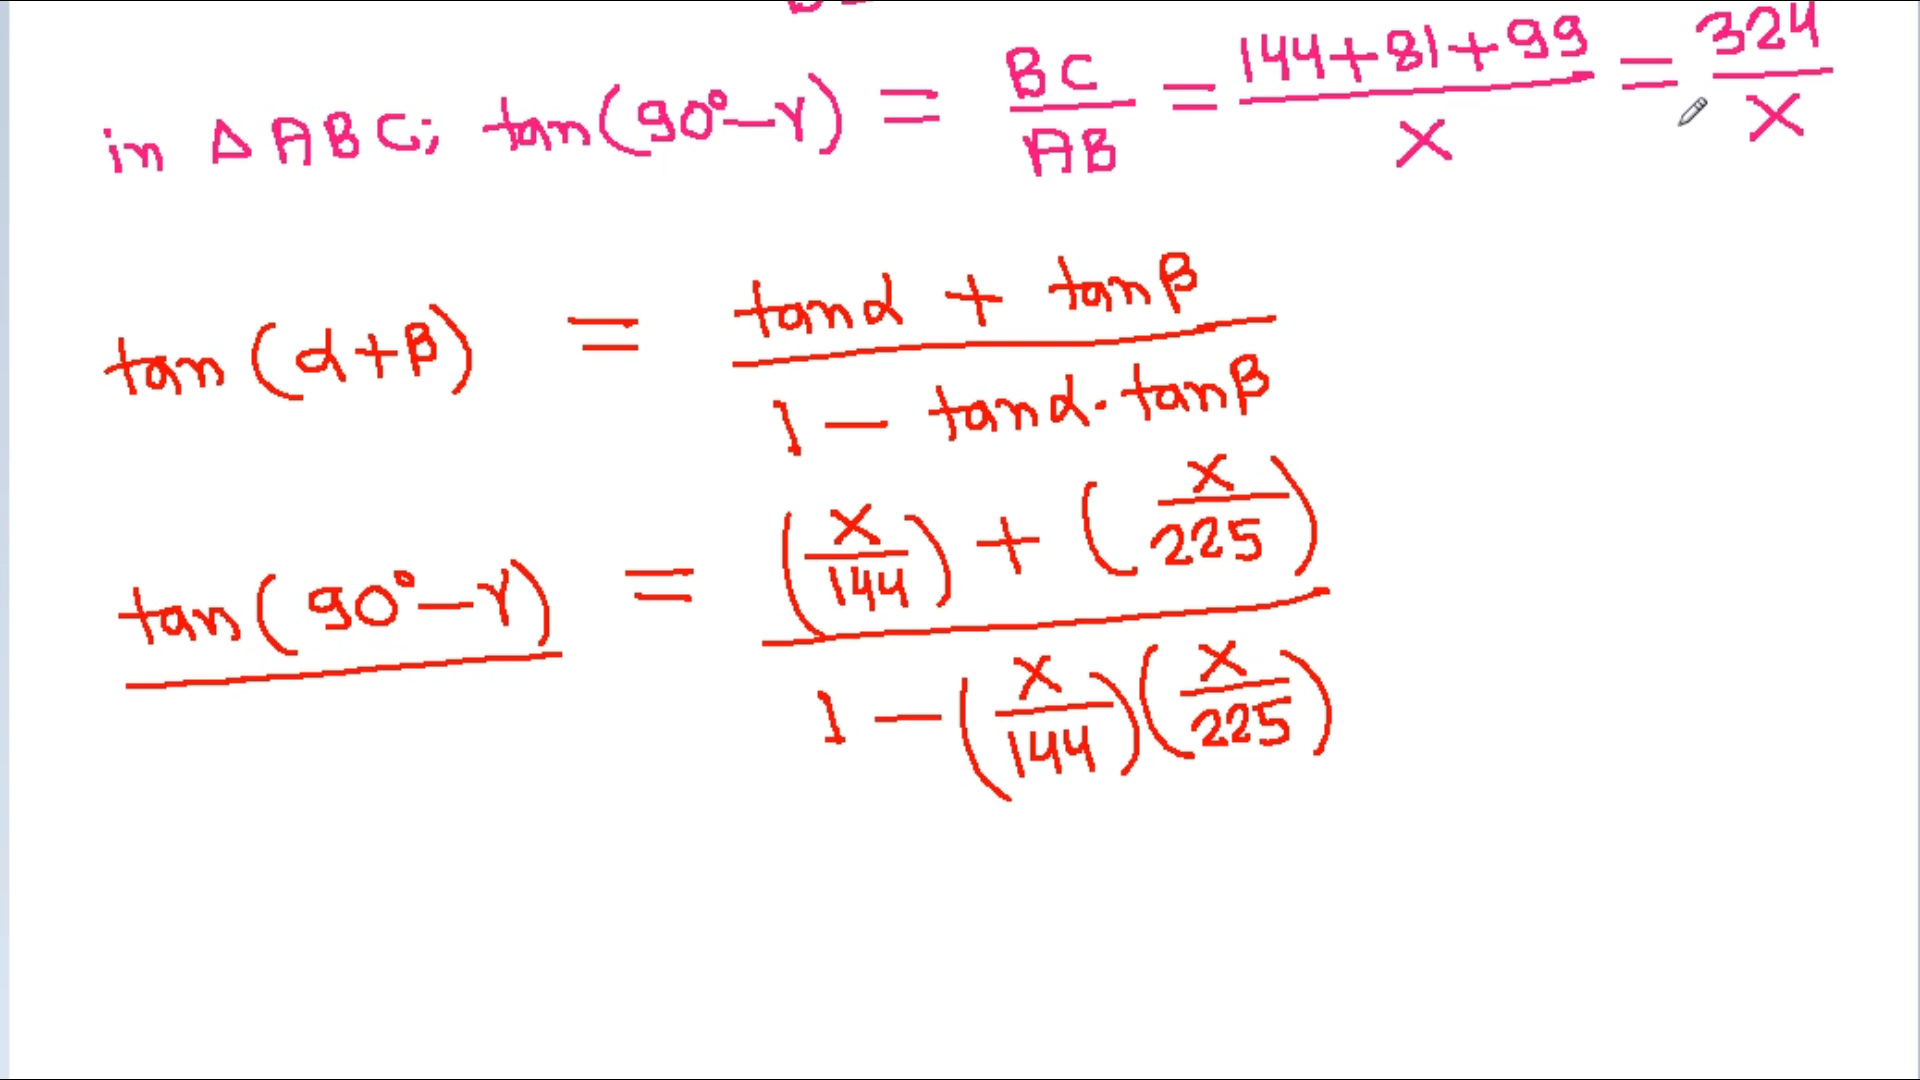 in Δ ABC; tan(90°-γ) = BC/AB = 144+81+99/X = 324/X
tan(α+β) = tanα + tanβ / 1 - tanα·tanβ
tan(90°-γ) = (X/144) + (X/225) / 1 - (X/144)(X/225)